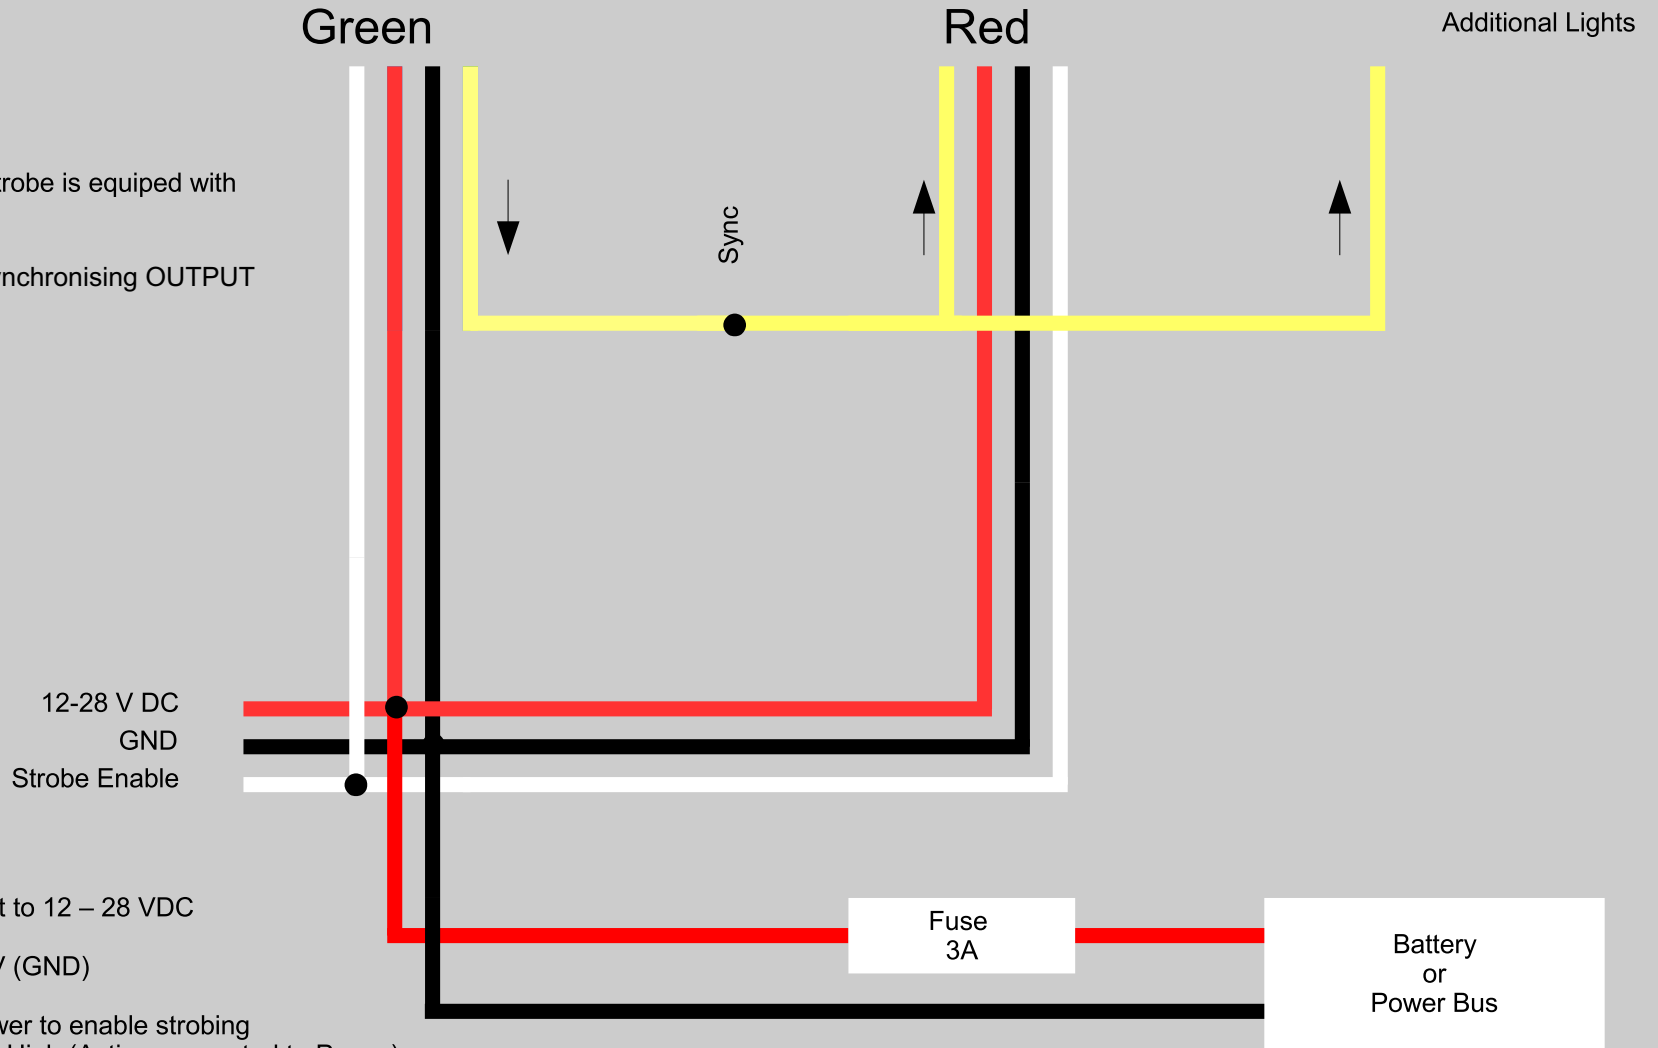 Green
Red
Additional Lights
trobe is equiped with
Sync
nchronising OUTPUT
12-28 V DC
GND
Strobe Enable
t to 12 – 28 VDC
Fuse
3A
Battery
or
Power Bus
(GND)
wer to enable strobing